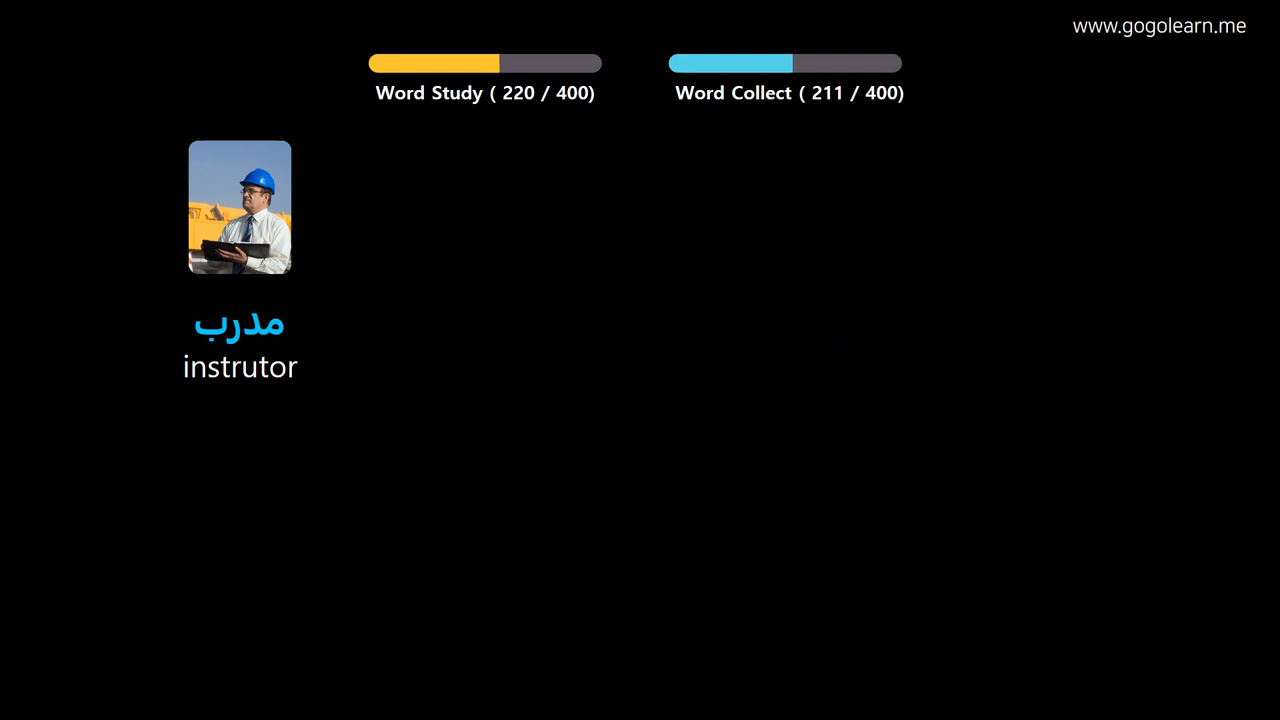 www.gogolearn.me
Word Study ( 220 / 400)
Word Collect ( 211 / 400)
مدرب
instrutor